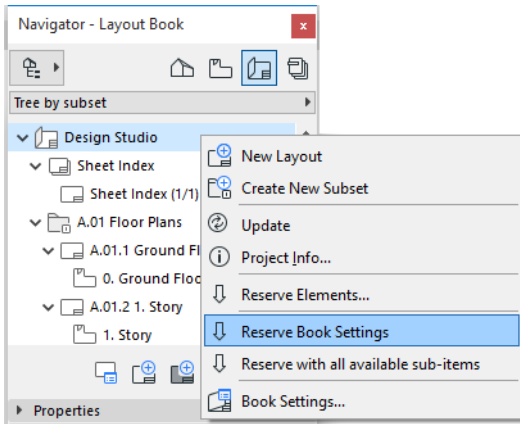 Navigator - Layout Book
x
Tree by subset
Design Studio
Sheet Index
Sheet Index (1/1)
A.01 Floor Plans
A.01.1 Ground Fl
0. Ground Floo
A.01.2 1. Story
1. Story
Properties
New Layout
Create New Subset
Update
Project Info...
Reserve Elements...
Reserve Book Settings
Reserve with all available sub-items
Book Settings...